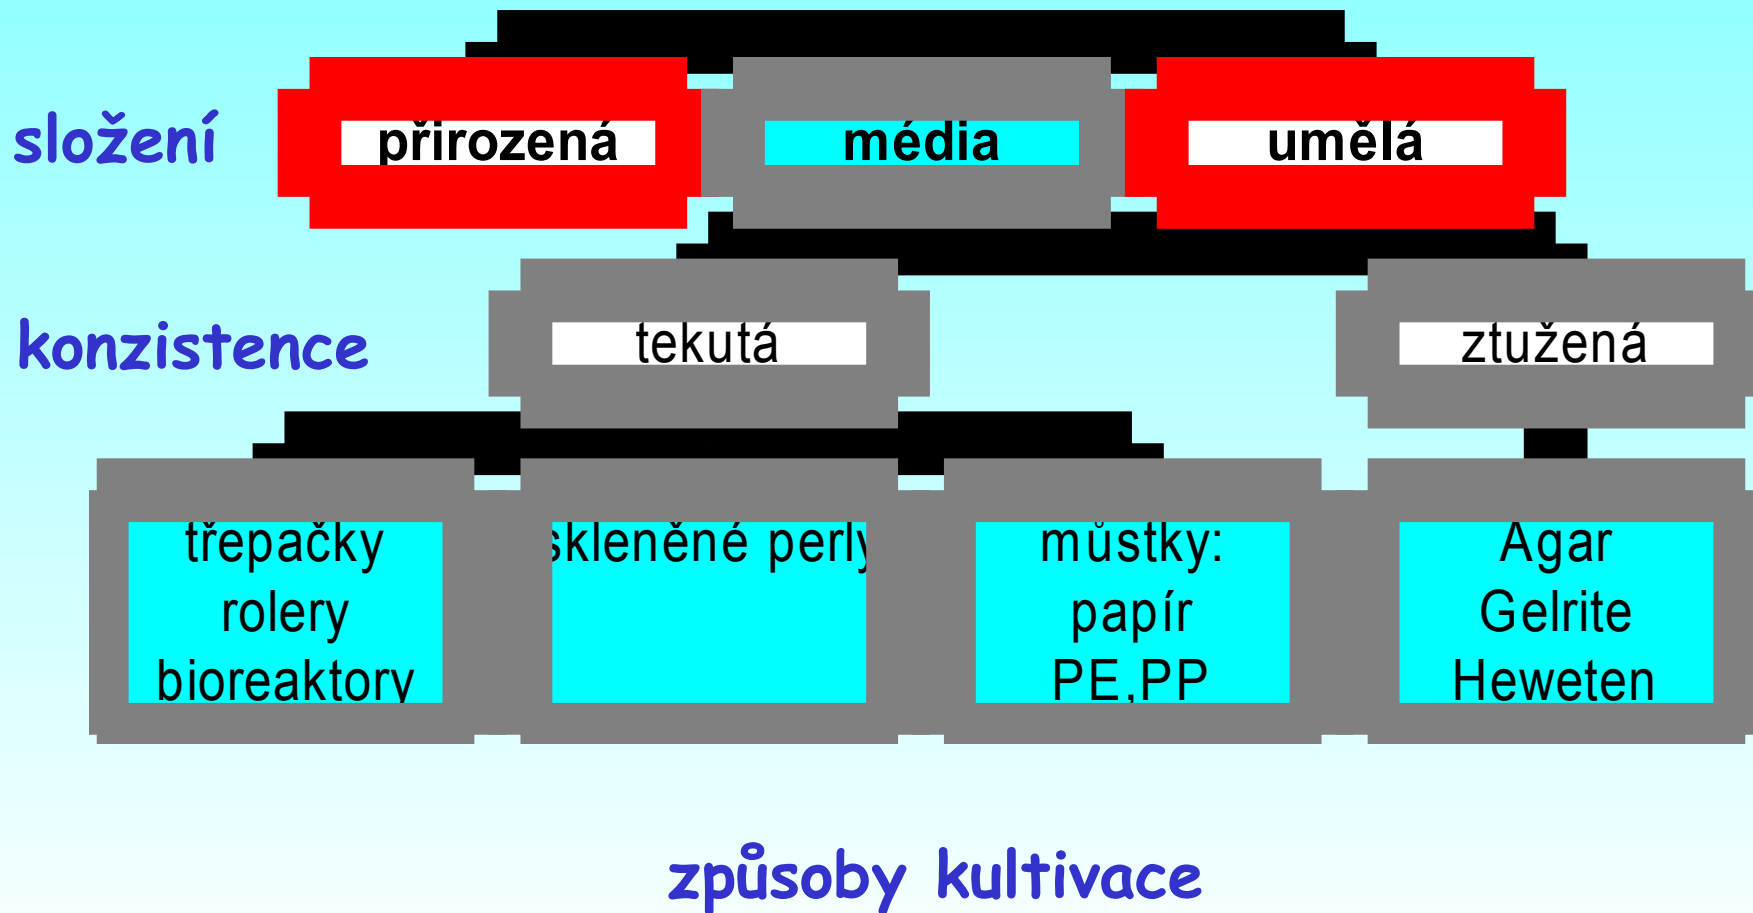 složení
přirozená
média
umělá
konzistence
tekutá
ztužená
třepačky
rolery
bioreaktory
skleněné perly
můstky:
papír
PE,PP
Agar
Gelrite
Heweten
způsoby kultivace